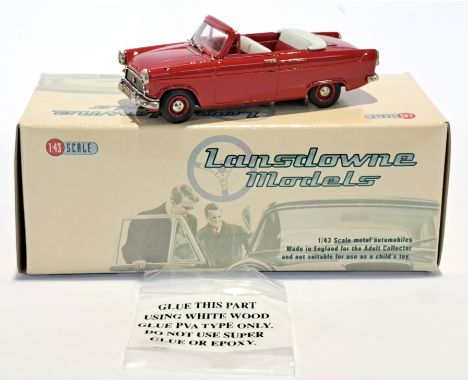 1:43 SCALE
Lansdowne
Models
1/43 Scale metal automobiles
Made in England for the Adult Collector
and not suitable for use as a child's toy.
GLUE THIS PART
USING WHITE WOOD
GLUE PVA TYPE ONLY.
DO NOT USE SUPER
GLUE OR EPOXY.